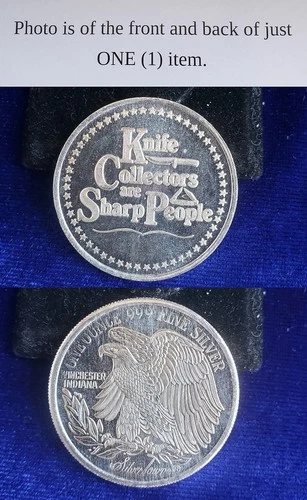 Photo is of the front and back of just
ONE (1) item.
Knife
Collectors
are
Sharp People
ONE OUNCE 999 FINE SILVER
WINCHESTER
INDIANA